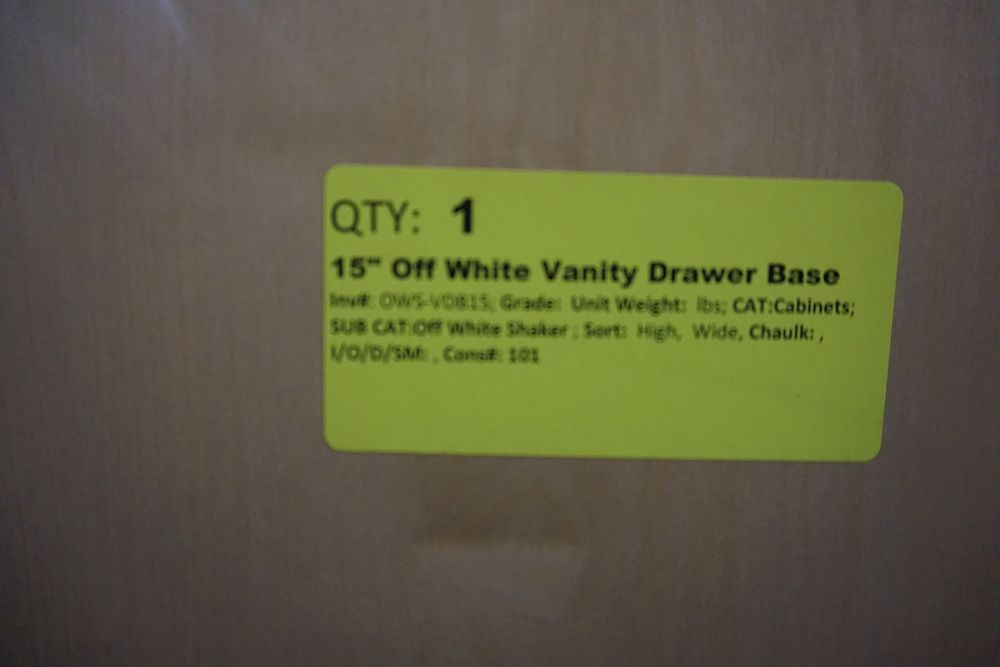 QTY: 1
15" Off White Vanity Drawer Base
Inv#: OWS-VDB15; Grade: Unit Weight: lbs; CAT:Cabinets;
SUB CAT:Off White Shaker ; Sort: High, Wide, Chaulk: ,
I/O/D/SM: , Cons#: 101